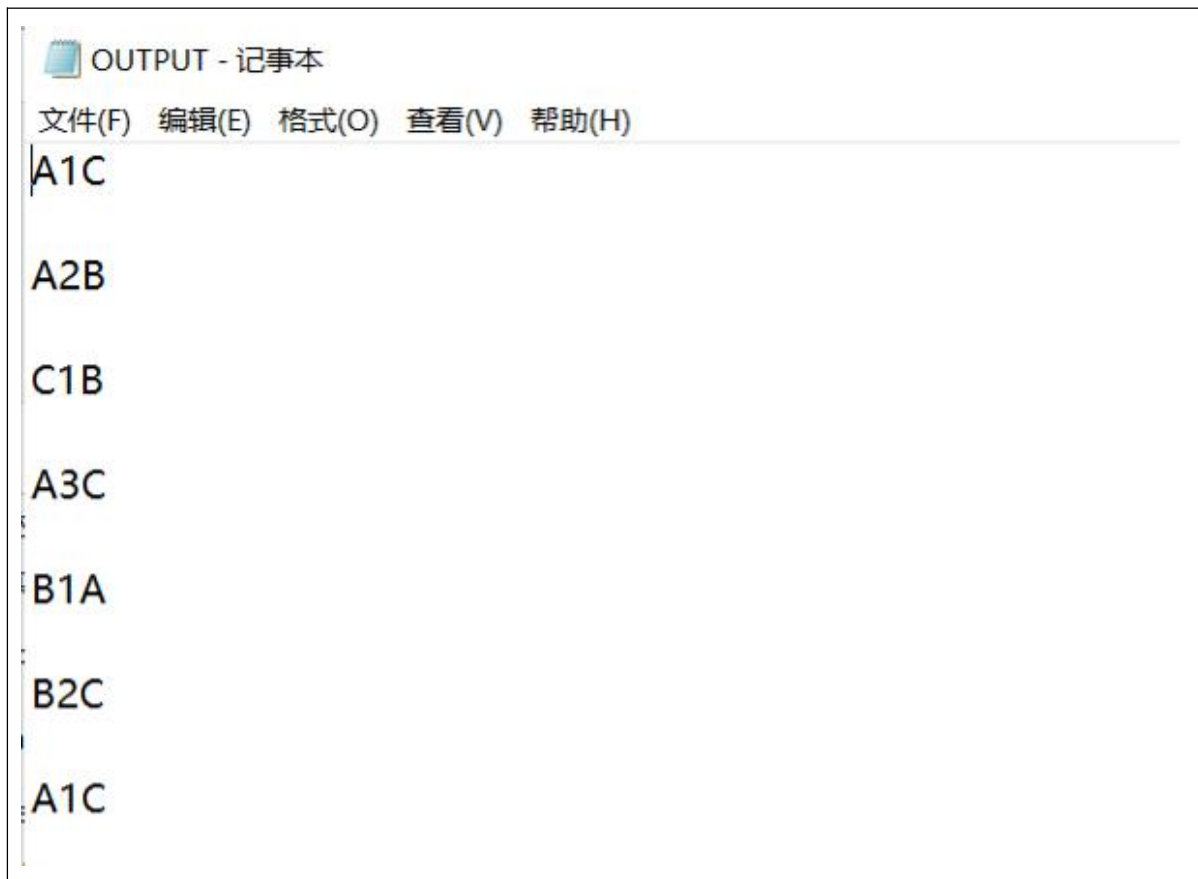 OUTPUT - 记事本
文件(F) 编辑(E) 格式(O) 查看(V) 帮助(H)
A1C
A2B
C1B
A3C
B1A
B2C
A1C